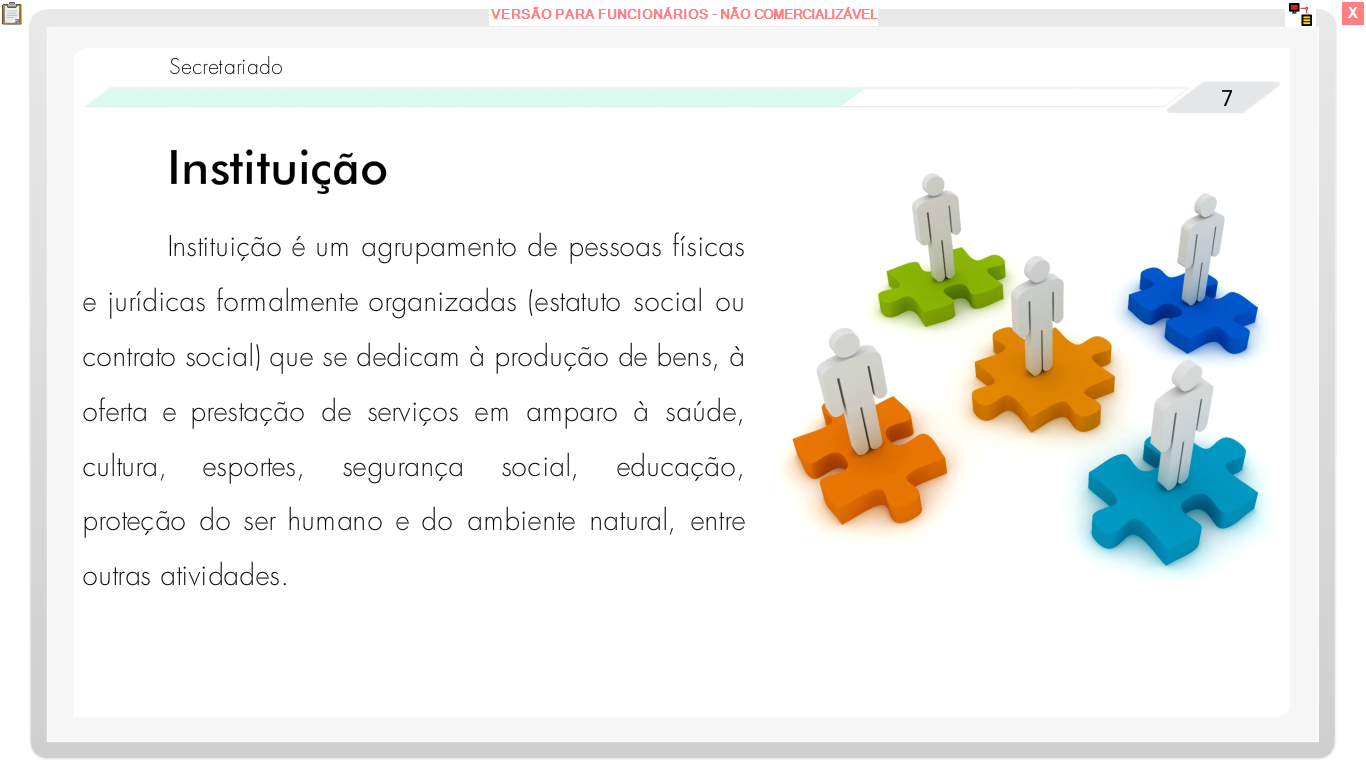 VERSÃO PARA FUNCIONÁRIOS - NÃO COMERCIALIZÁVEL
X
Secretariado
7
Instituição
Instituição é um agrupamento de pessoas físicas
e jurídicas formalmente organizadas (estatuto social ou
contrato social) que se dedicam à produção de bens, à
oferta e prestação de serviços em amparo à saúde,
cultura, esportes, segurança social, educação,
proteção do ser humano e do ambiente natural, entre
outras atividades.